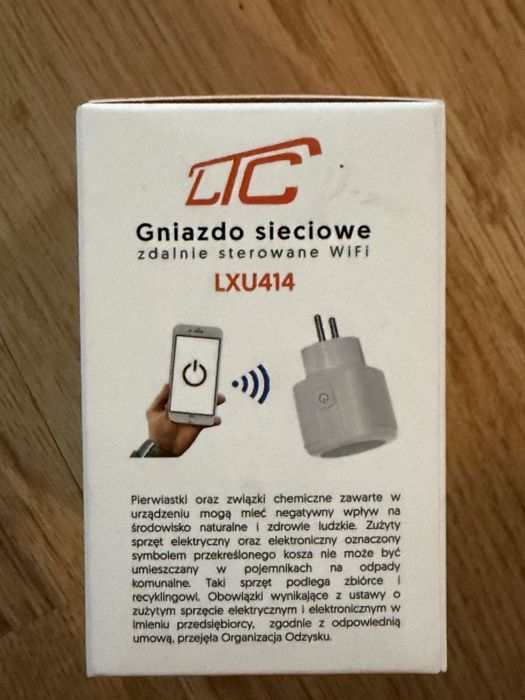 LTC
Gniazdo sieciowe
zdalnie sterowane WiFi
LXU414
Pierwiastki oraz związki chemiczne zawarte w
urządzeniu mogą mieć negatywny wpływ na
środowisko naturalne i zdrowie ludzkie. Zużyty
sprzęt elektryczny oraz elektroniczny oznaczony
symbolem przekreślonego kosza nie może być
umieszczany w pojemnikach na odpady
komunalne. Taki sprzęt podlega zbiórce i
recyklingowi. Obowiązki wynikające z ustawy o
zużytym sprzęcie elektrycznym i elektronicznym w
imieniu przedsiębiorcy, zgodnie z odpowiednią
umową, przejęła Organizacja Odzysku.